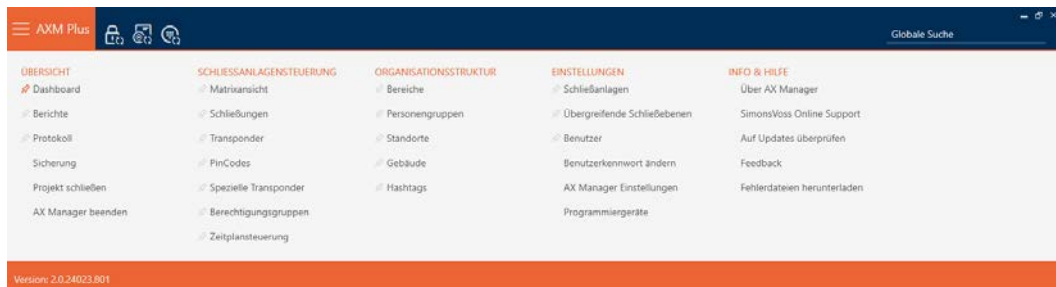 AXM Plus
Globale Suche
ÜBERSICHT
Dashboard
Berichte
Protokoll
Sicherung
Projekt schließen
AX Manager beenden
SCHLIESSANLAGENSTEUERUNG
Matrixansicht
Schließungen
Transponder
PinCodes
Spezielle Transponder
Berechtigungsgruppen
Zeitplansteuerung
ORGANISATIONSSTRUKTUR
Bereiche
Personengruppen
Standorte
Gebäude
Hashtags
EINSTELLUNGEN
Schließanlagen
Übergreifende Schließebenen
Benutzer
Benutzerkennwort ändern
AX Manager Einstellungen
Programmiergeräte
INFO & HILFE
Über AX Manager
SimonsVoss Online Support
Auf Updates überprüfen
Feedback
Fehlerdateien herunterladen
Version: 2.0.24023.801